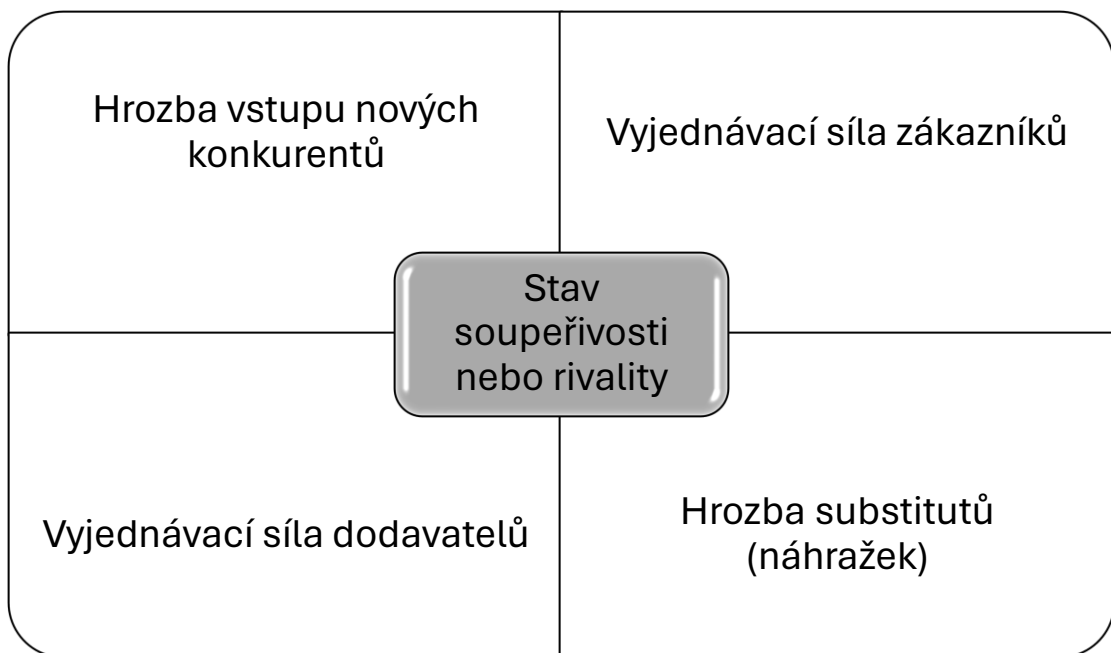 Hrozba vstupu nových
konkurentů
Vyjednávací síla zákazníků
Stav
soupeřivosti
nebo rivality
Vyjednávací síla dodavatelů
Hrozba substitutů
(náhražek)